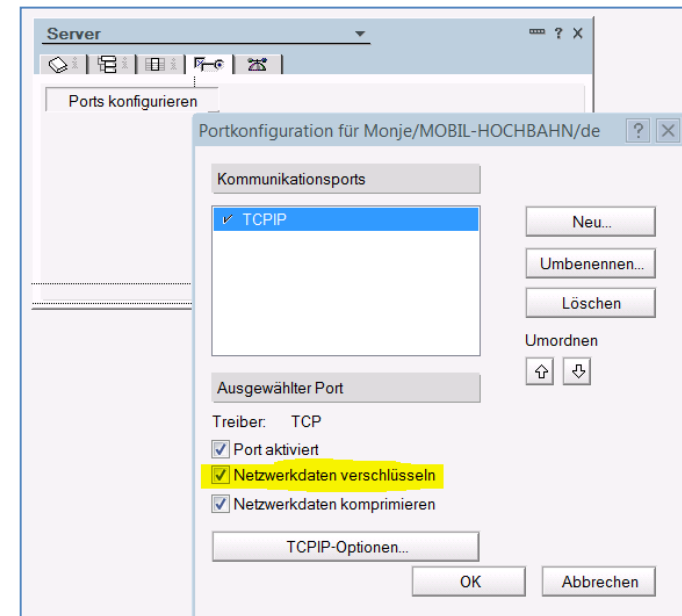 Server
Ports konfigurieren
Portkonfiguration für Monje/MOBIL-HOCHBAHN/de
Kommunikationsports
TCPIP
Neu...
Umbenennen...
Löschen
Umordnen
Ausgewählter Port
Treiber: TCP
Port aktiviert
Netzwerkdaten verschlüsseln
Netzwerkdaten komprimieren
TCPIP-Optionen...
OK
Abbrechen